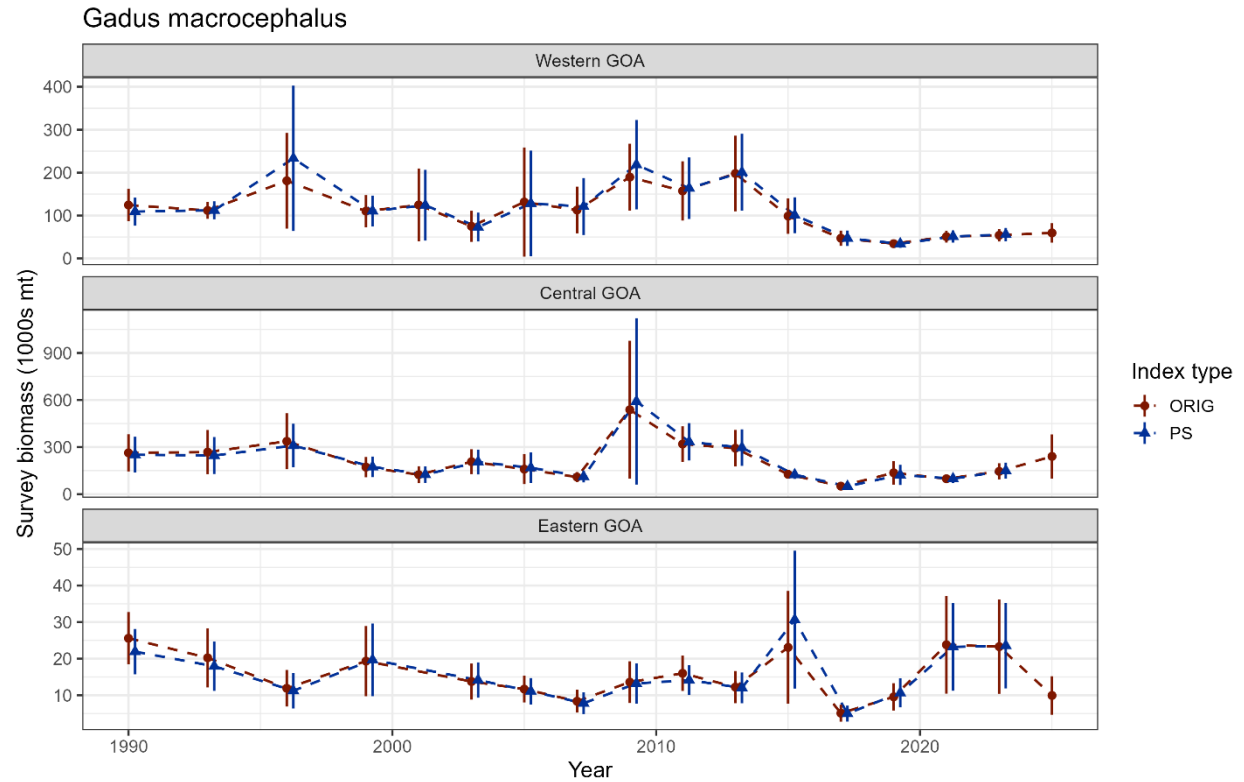 Gadus macrocephalus
Western GOA
400
300
200
100
0
Central GOA
900
600
300
0
Eastern GOA
50
40
30
20
10
1990
2000
2010
2020
Year
Survey biomass (1000s mt)
Index type
ORIG
PS